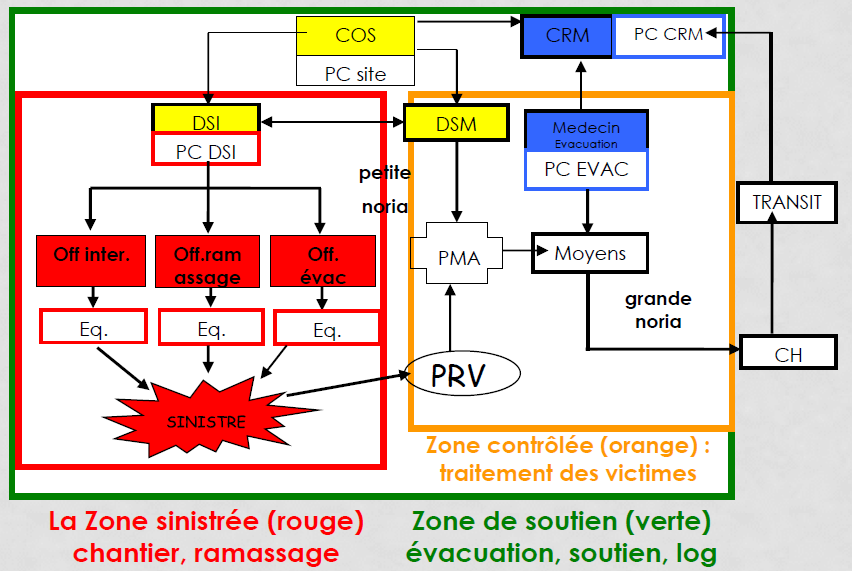 COS
PC site
CRM
PC CRM
DSI
PC DSI
DSM
Medecin
Evacuation
PC EVAC
petite
noria
TRANSIT
Off inter.
Off.ram
assage
Off.
évac
PMA
Moyens
grande
noria
Eq.
Eq.
Eq.
CH
PRV
SINISTRE
Zone contrôlée (orange) :
traitement des victimes
La Zone sinistrée (rouge)
chantier, ramassage
Zone de soutien (verte)
évacuation, soutien, log